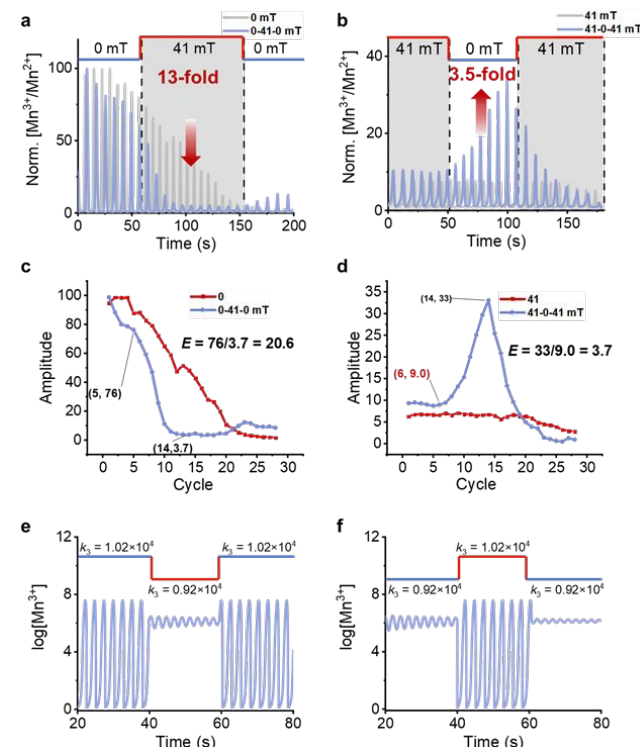 a
0 mT
0-41-0 mT
0 mT
41 mT
0 mT
13-fold
Norm. [Mn³⁺/Mn²⁺]
100
50
0
0
50
100
150
200
Time (s)
b
41 mT
41-0-41 mT
41 mT
0 mT
41 mT
3.5-fold
Norm. [Mn³⁺/Mn²⁺]
40
20
0
0
50
100
150
Time (s)
c
0
0-41-0 mT
E = 76/3.7 = 20.6
(5, 76)
(14,3.7)
Amplitude
100
80
60
40
20
0
0
5
10
15
20
25
30
Cycle
d
41
41-0-41 mT
(14, 33)
E = 33/9.0 = 3.7
(6, 9.0)
Amplitude
35
30
25
20
15
10
5
0
0
5
10
15
20
25
30
Cycle
e
k₃ = 1.02×10⁴
k₃ = 1.02×10⁴
k₃ = 0.92×10⁴
log[Mn³⁺]
12
8
4
0
20
40
60
80
Time (s)
f
k₃ = 1.02×10⁴
k₃ = 0.92×10⁴
k₃ = 0.92×10⁴
log[Mn³⁺]
12
8
4
0
20
40
60
80
Time (s)